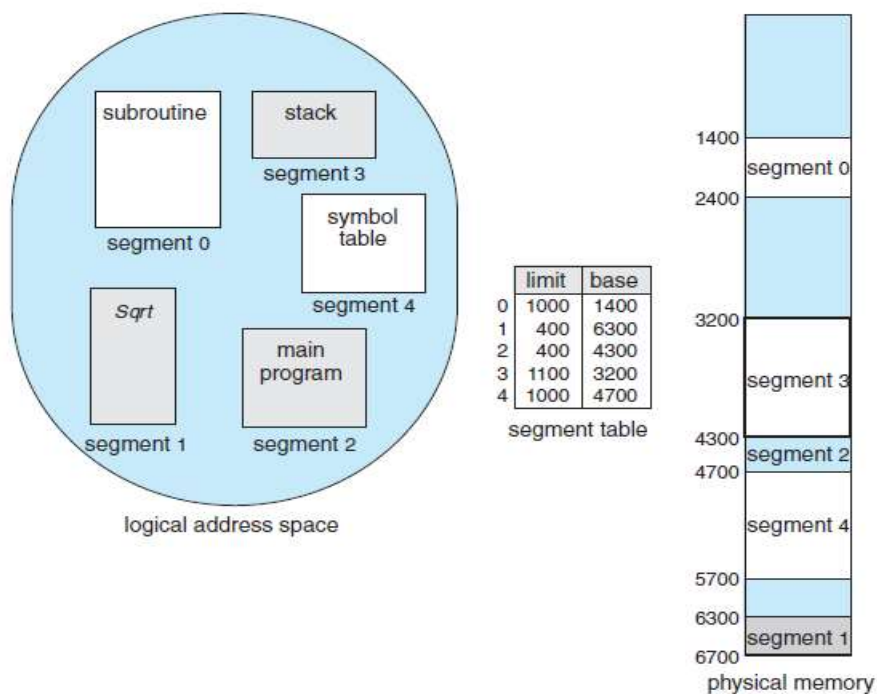 subroutine
segment 0
stack
segment 3
symbol
table
segment 4
Sqrt
segment 1
main
program
segment 2
logical address space
limit base
0 1000 1400
1 400 6300
2 400 4300
3 1100 3200
4 1000 4700
segment table
1400
segment 0
2400
3200
segment 3
4300
segment 2
4700
segment 4
5700
6300
segment 1
6700
physical memory